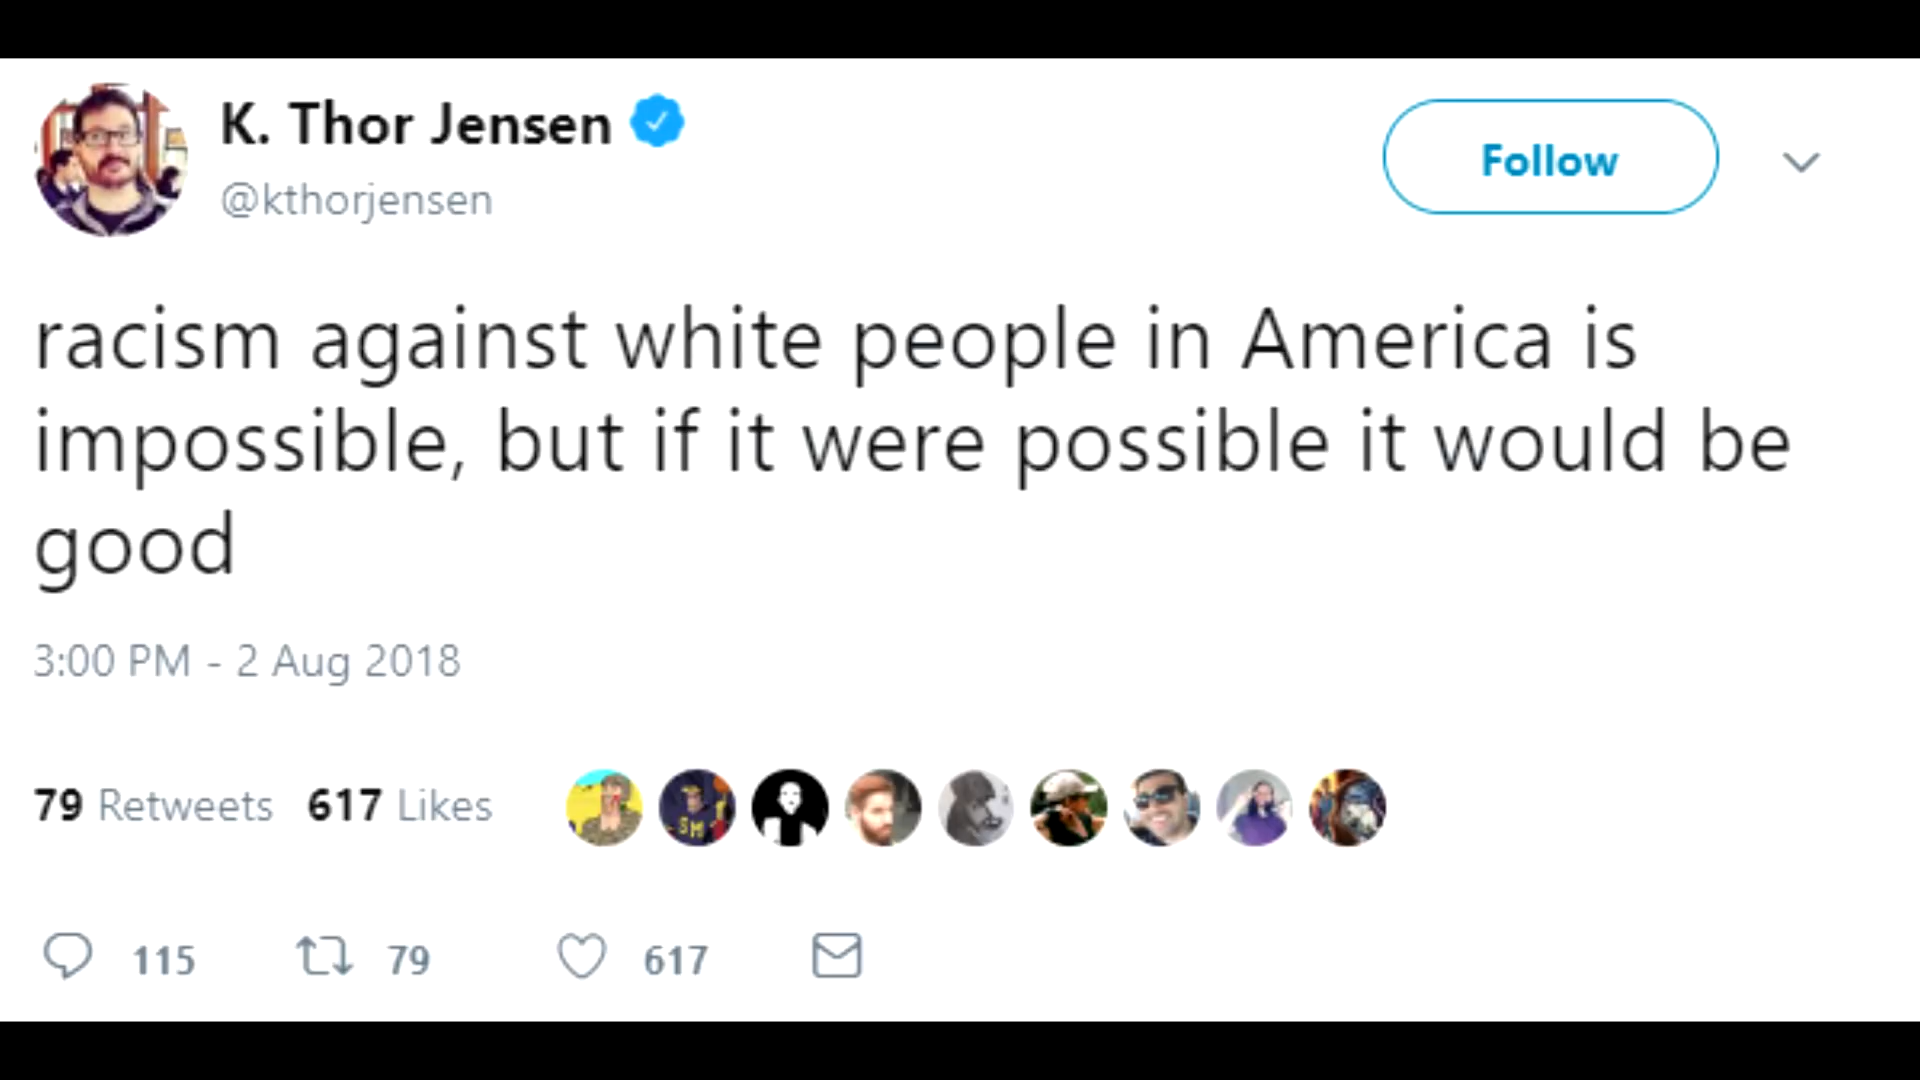 K. Thor Jensen
@kthorjensen
Follow
racism against white people in America is
impossible, but if it were possible it would be
good
3:00 PM - 2 Aug 2018
79 Retweets 617 Likes
SM
115 79 617